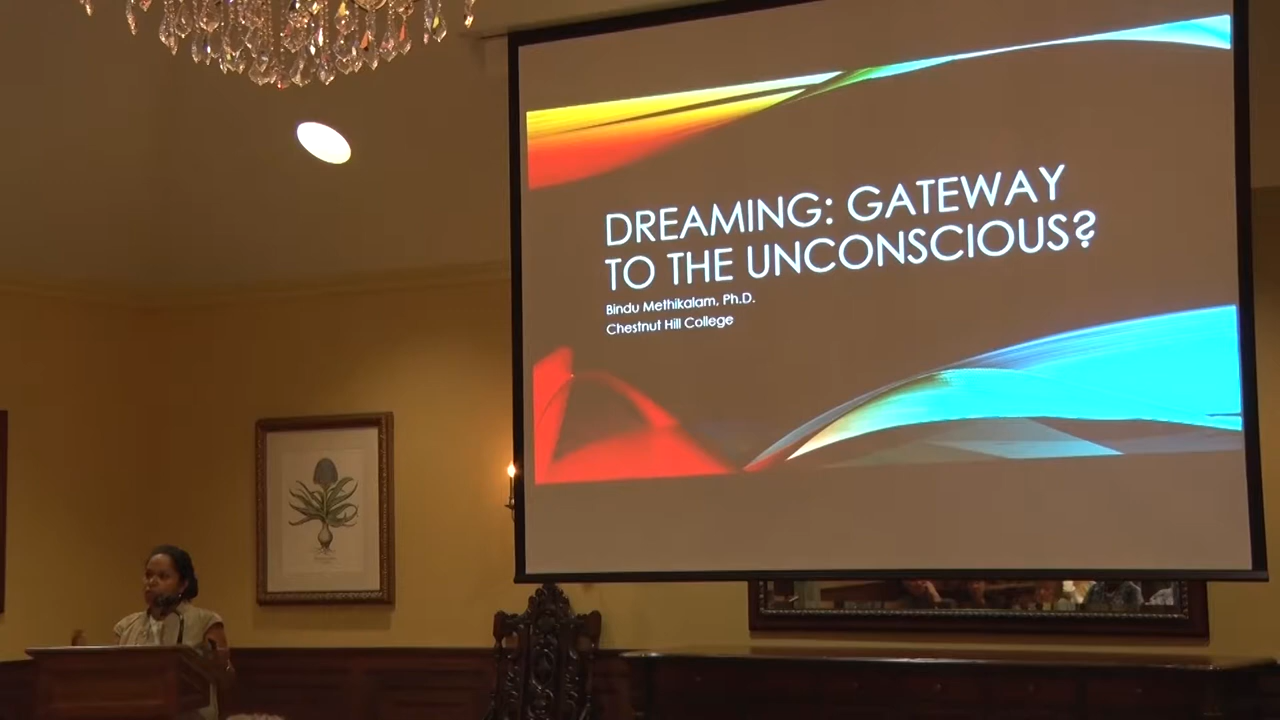 DREAMING: GATEWAY
TO THE UNCONSCIOUS?
Bindu Methikalam, Ph.D.
Chestnut Hill College